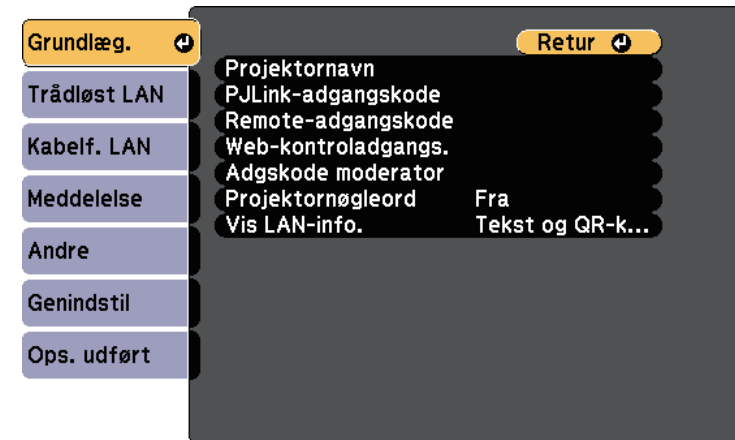 Grundlæg.
Trådløst LAN
Kabelf. LAN
Meddelelse
Andre
Genindstil
Ops. udført
Retur
Projektornavn
PJLink-adgangskode
Remote-adgangskode
Web-kontroladgangs.
Adgskode moderator
Projektornøgleord Fra
Vis LAN-info. Tekst og QR-k...